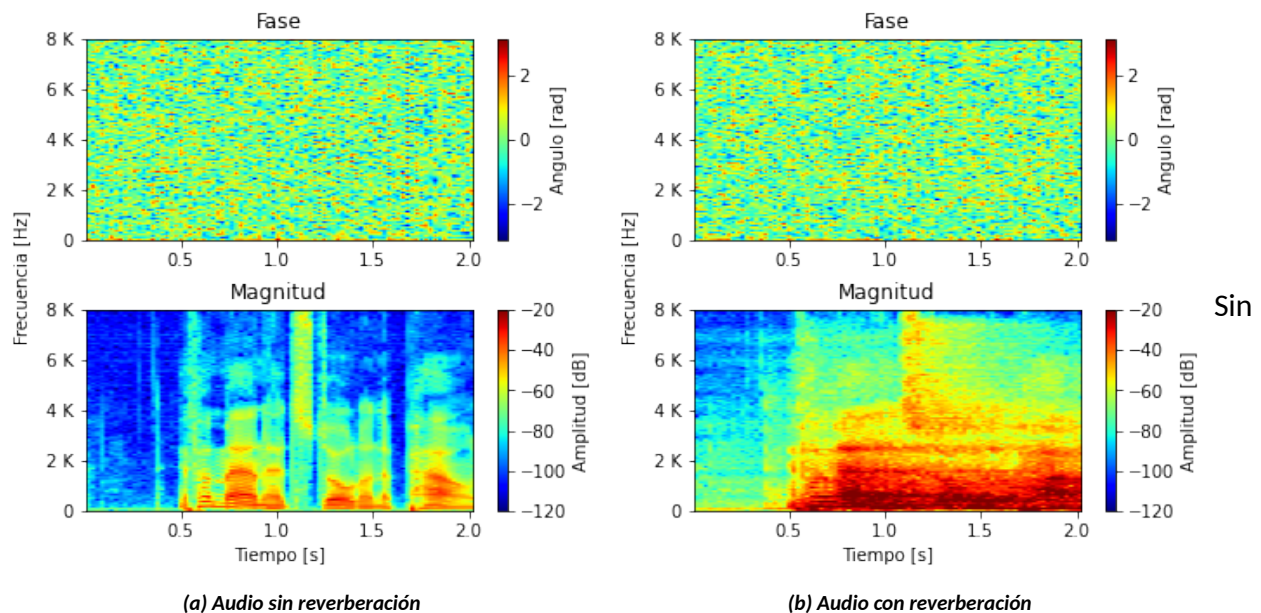 Fase
Fase
8 K
6 K
4 K
2 K
0
0.5
1.0
1.5
2.0
2
0
−2
Angulo [rad]
8 K
6 K
4 K
2 K
0
0.5
1.0
1.5
2.0
2
0
−2
Angulo [rad]
Frecuencia [Hz]
Frecuencia [Hz]
Magnitud
Magnitud
8 K
6 K
4 K
2 K
0
0.5
1.0
1.5
2.0
Tiempo [s]
−20
−40
−60
−80
−100
−120
Amplitud [dB]
8 K
6 K
4 K
2 K
0
0.5
1.0
1.5
2.0
Tiempo [s]
−20
−40
−60
−80
−100
−120
Amplitud [dB]
Sin
(a) Audio sin reverberación
(b) Audio con reverberación